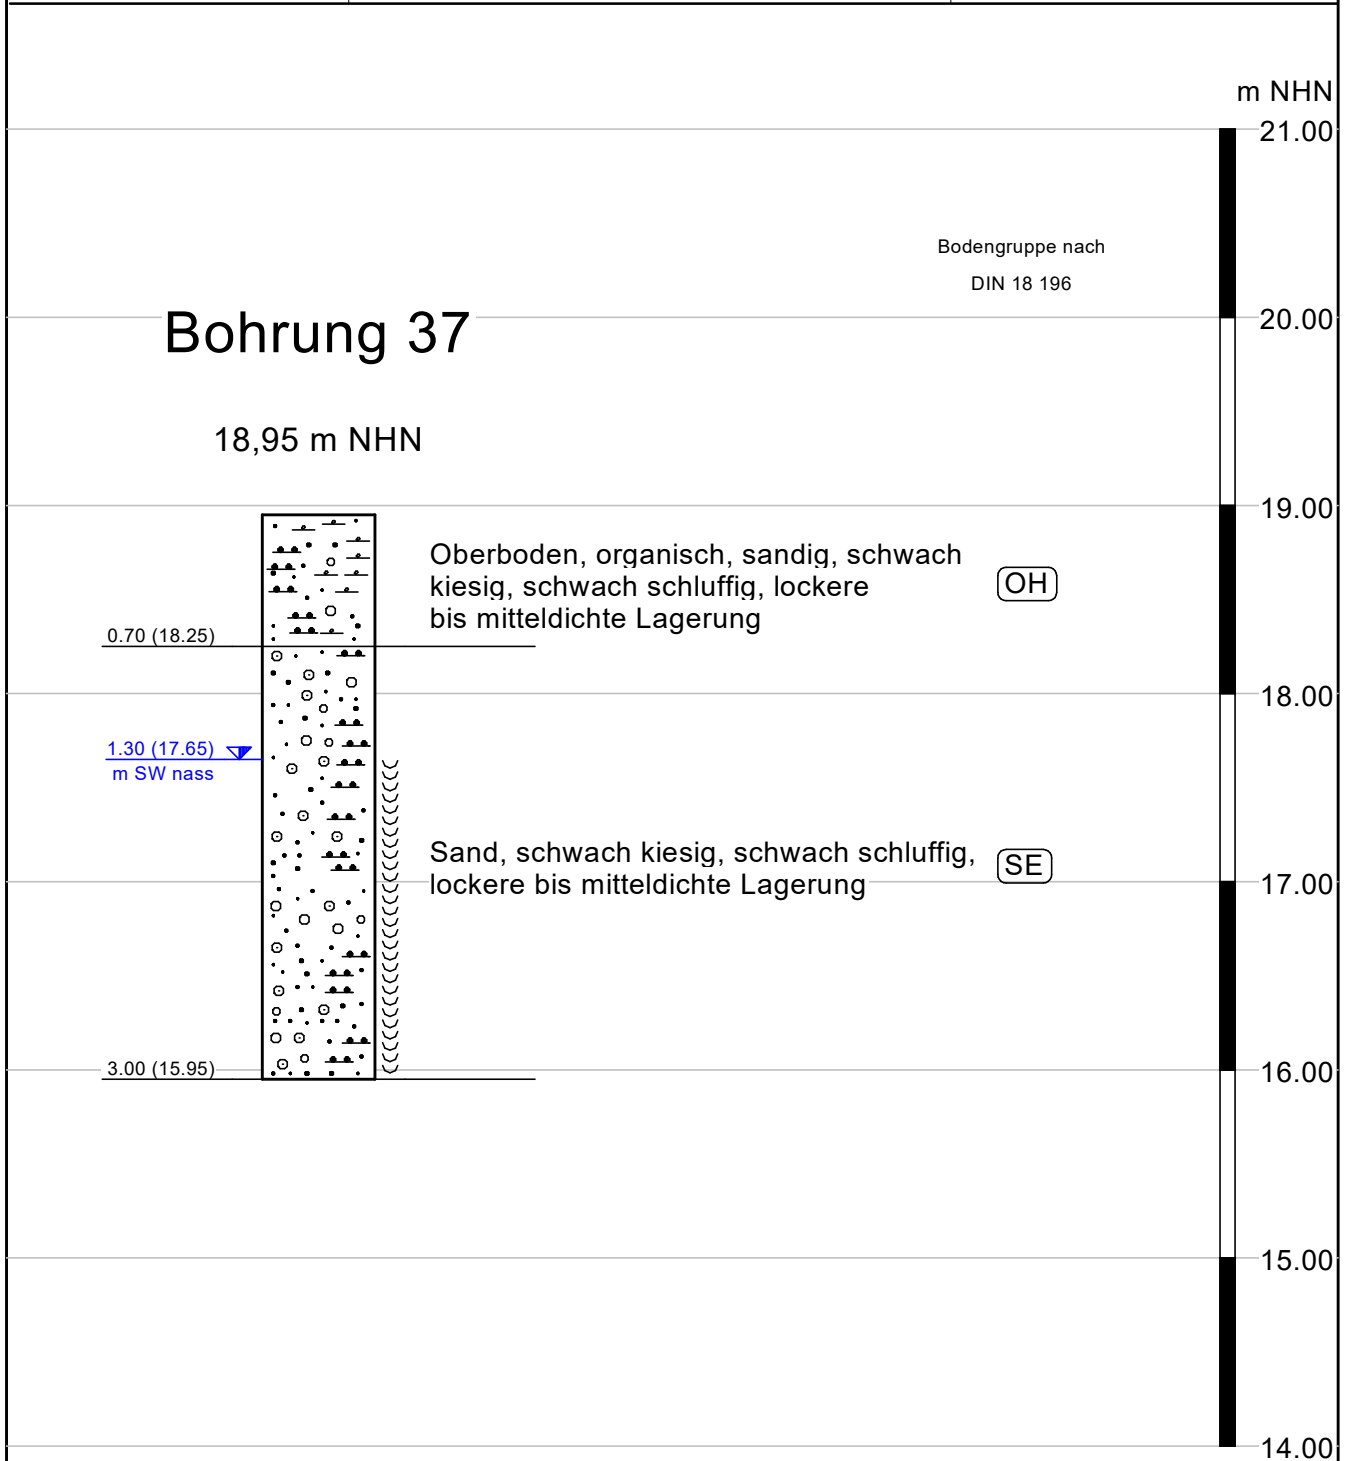 m NHN
21.00
Bodengruppe nach
DIN 18 196
20.00
Bohrung 37
18,95 m NHN
19.00
Oberboden, organisch, sandig, schwach
kiesig, schwach schluffig, lockere
bis mitteldichte Lagerung
OH
0.70 (18.25)
18.00
1.30 (17.65)
m SW nass
Sand, schwach kiesig, schwach schluffig,
lockere bis mitteldichte Lagerung
SE
17.00
3.00 (15.95)
16.00
15.00
14.00